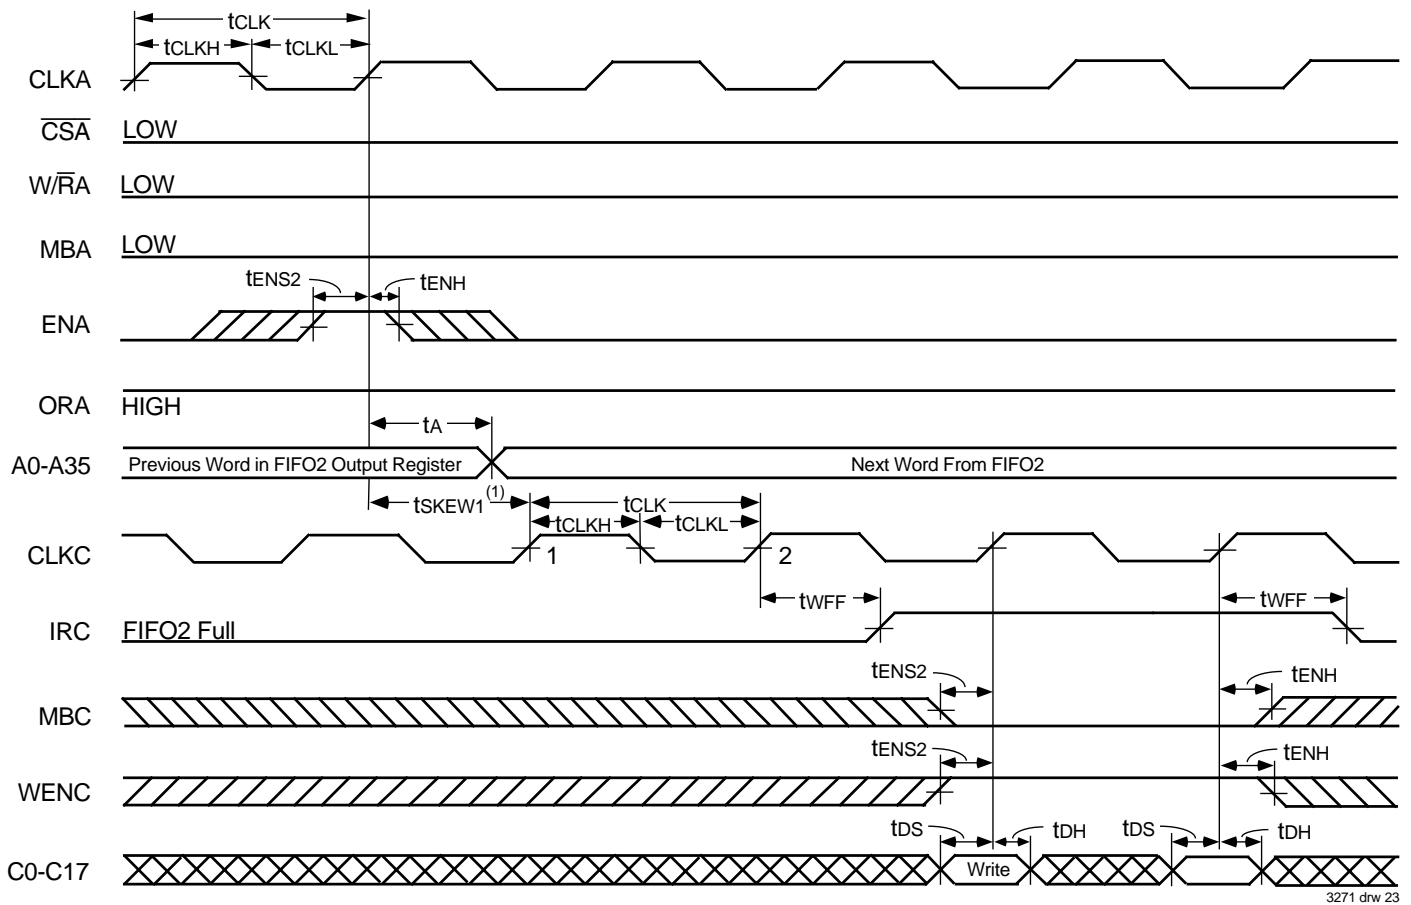 tCLK
tCLKH tCLKL
CLKA
CSA LOW
W/RA LOW
MBA LOW
tENS2 tENH
ENA
ORA HIGH
tA
A0-A35 Previous Word in FIFO2 Output Register Next Word From FIFO2
tSKEW1(1) tCLK
tCLKH tCLKL
CLKC 1 2
tWFF tWFF
IRC FIFO2 Full
tENS2 tENH
MBC
tENS2 tENH
WENC
tDS tDH tDS tDH
C0-C17 Write
3271 drw 23